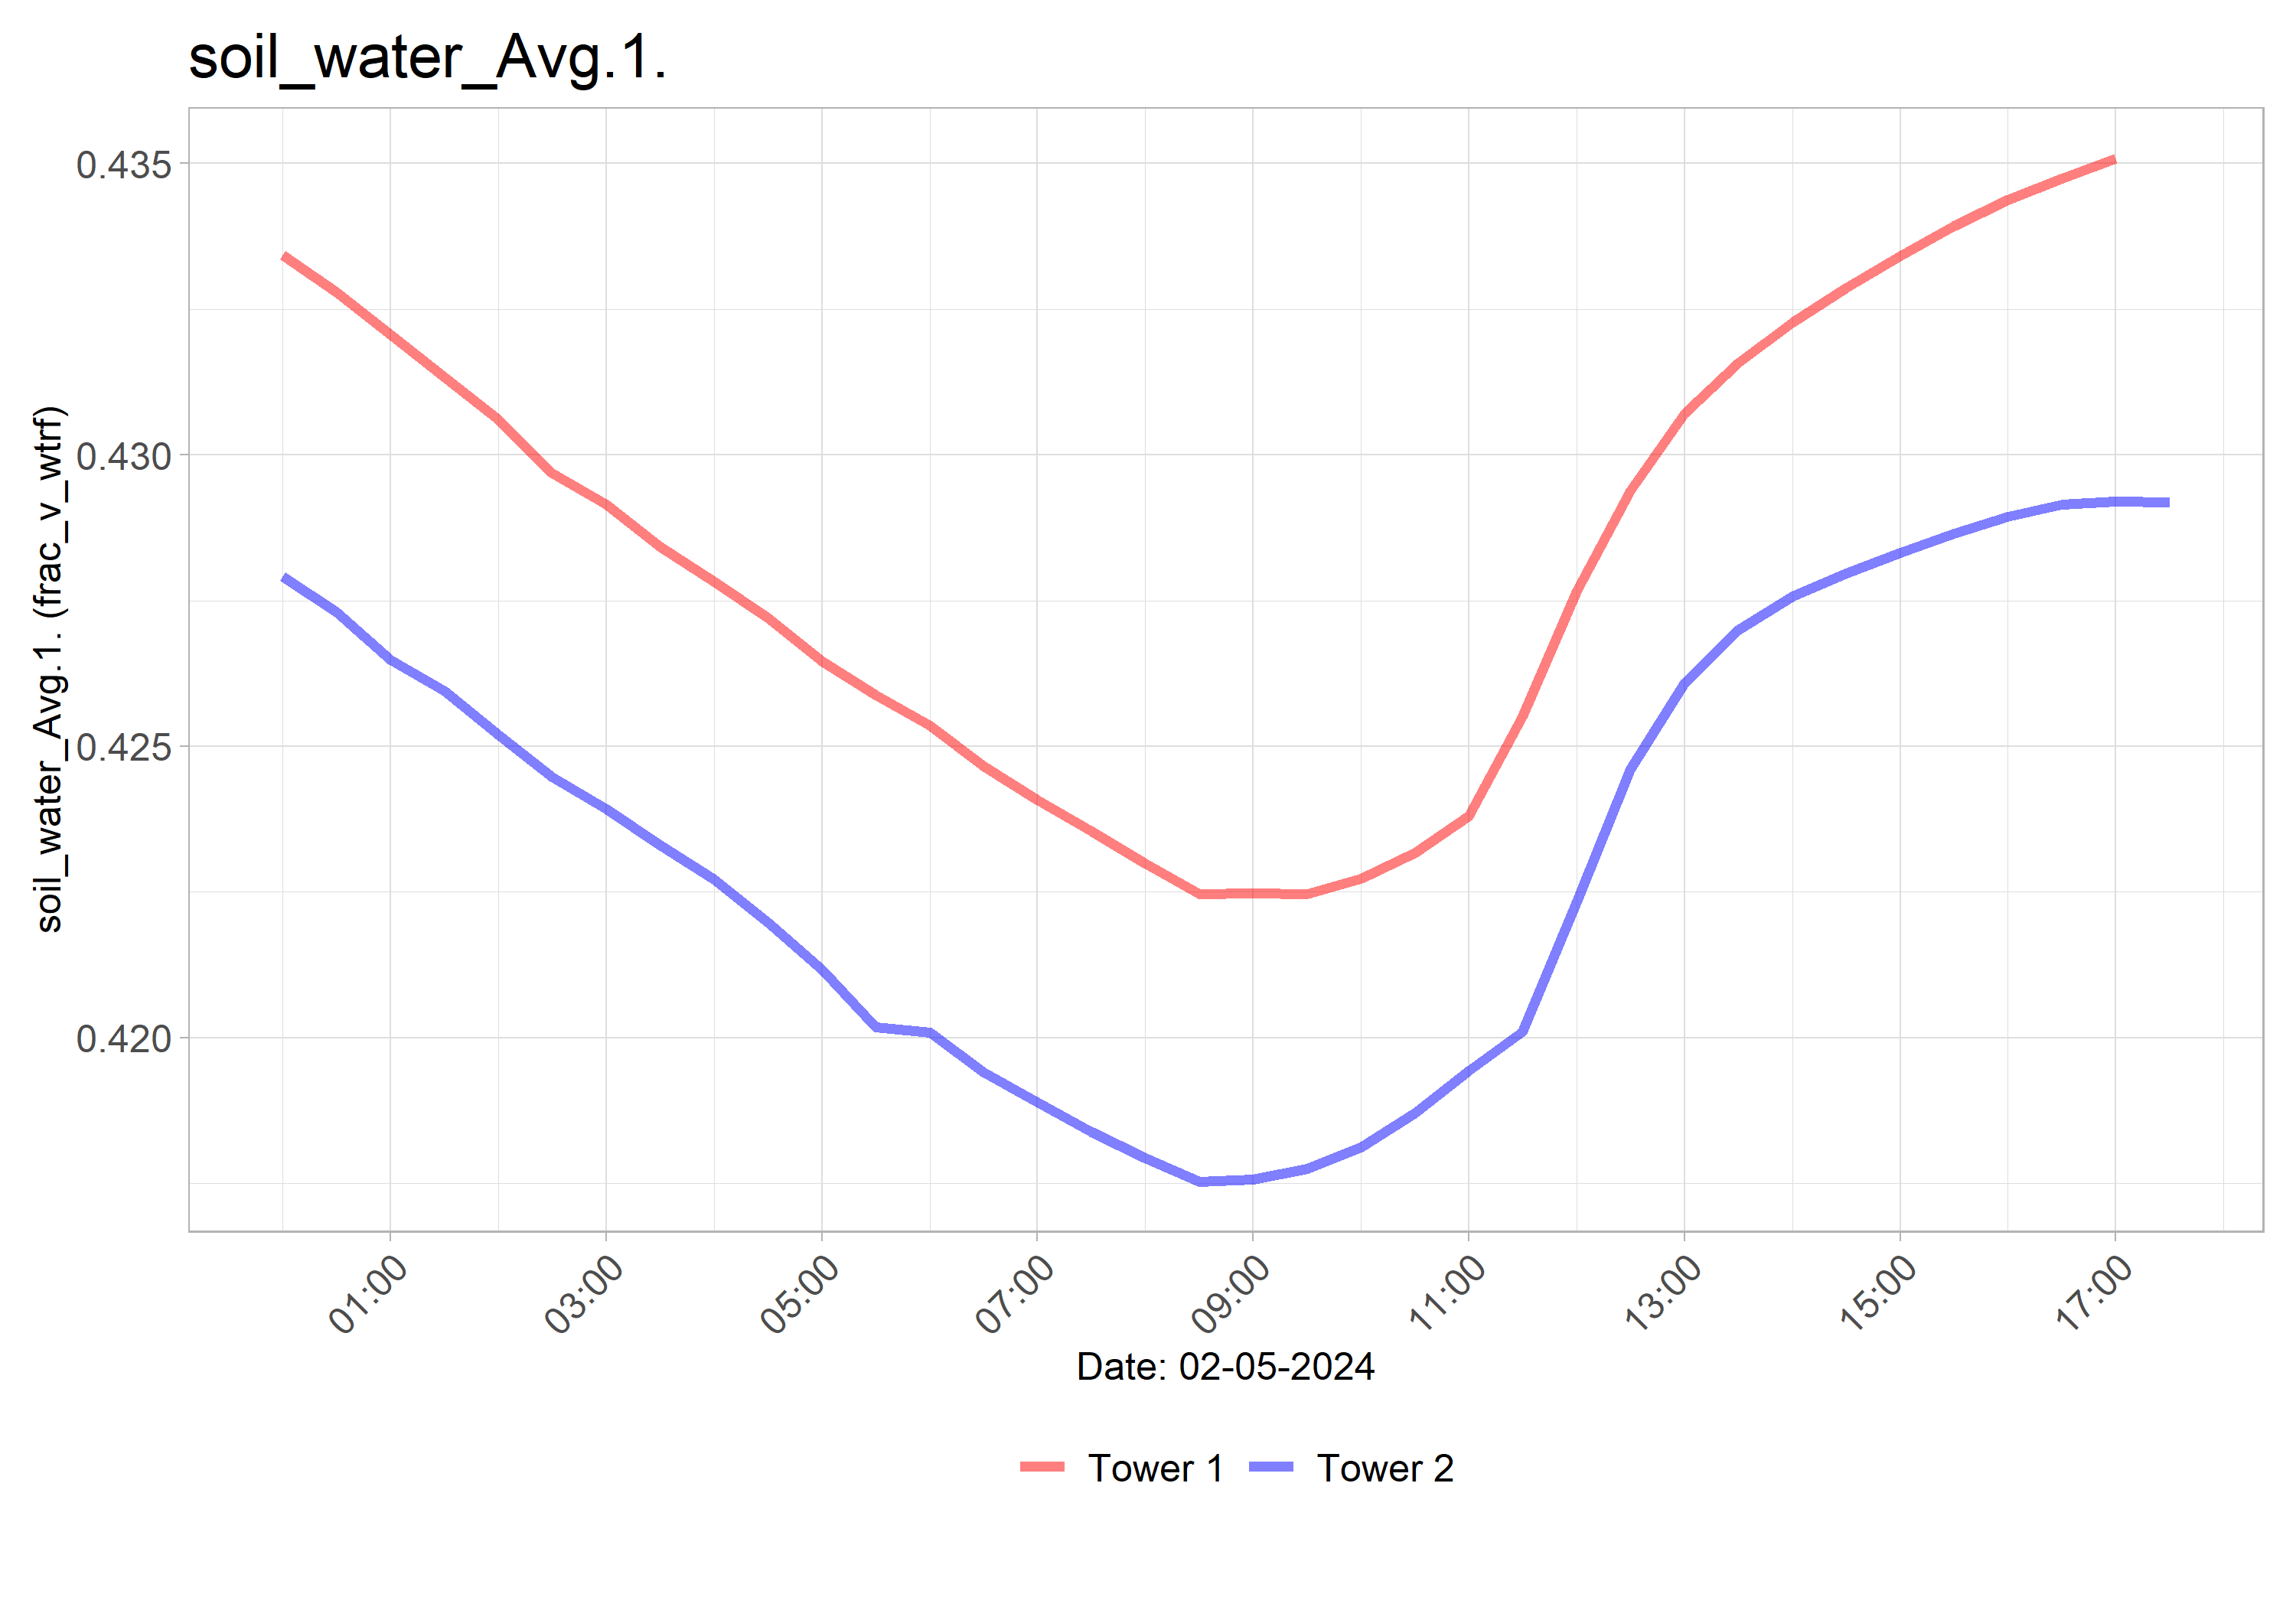 soil_water_Avg.1.
soil_water_Avg.1. (frac_v_wtrf)
0.435
0.430
0.425
0.420
01:00
03:00
05:00
07:00
09:00
11:00
13:00
15:00
17:00
Date: 02-05-2024
Tower 1
Tower 2